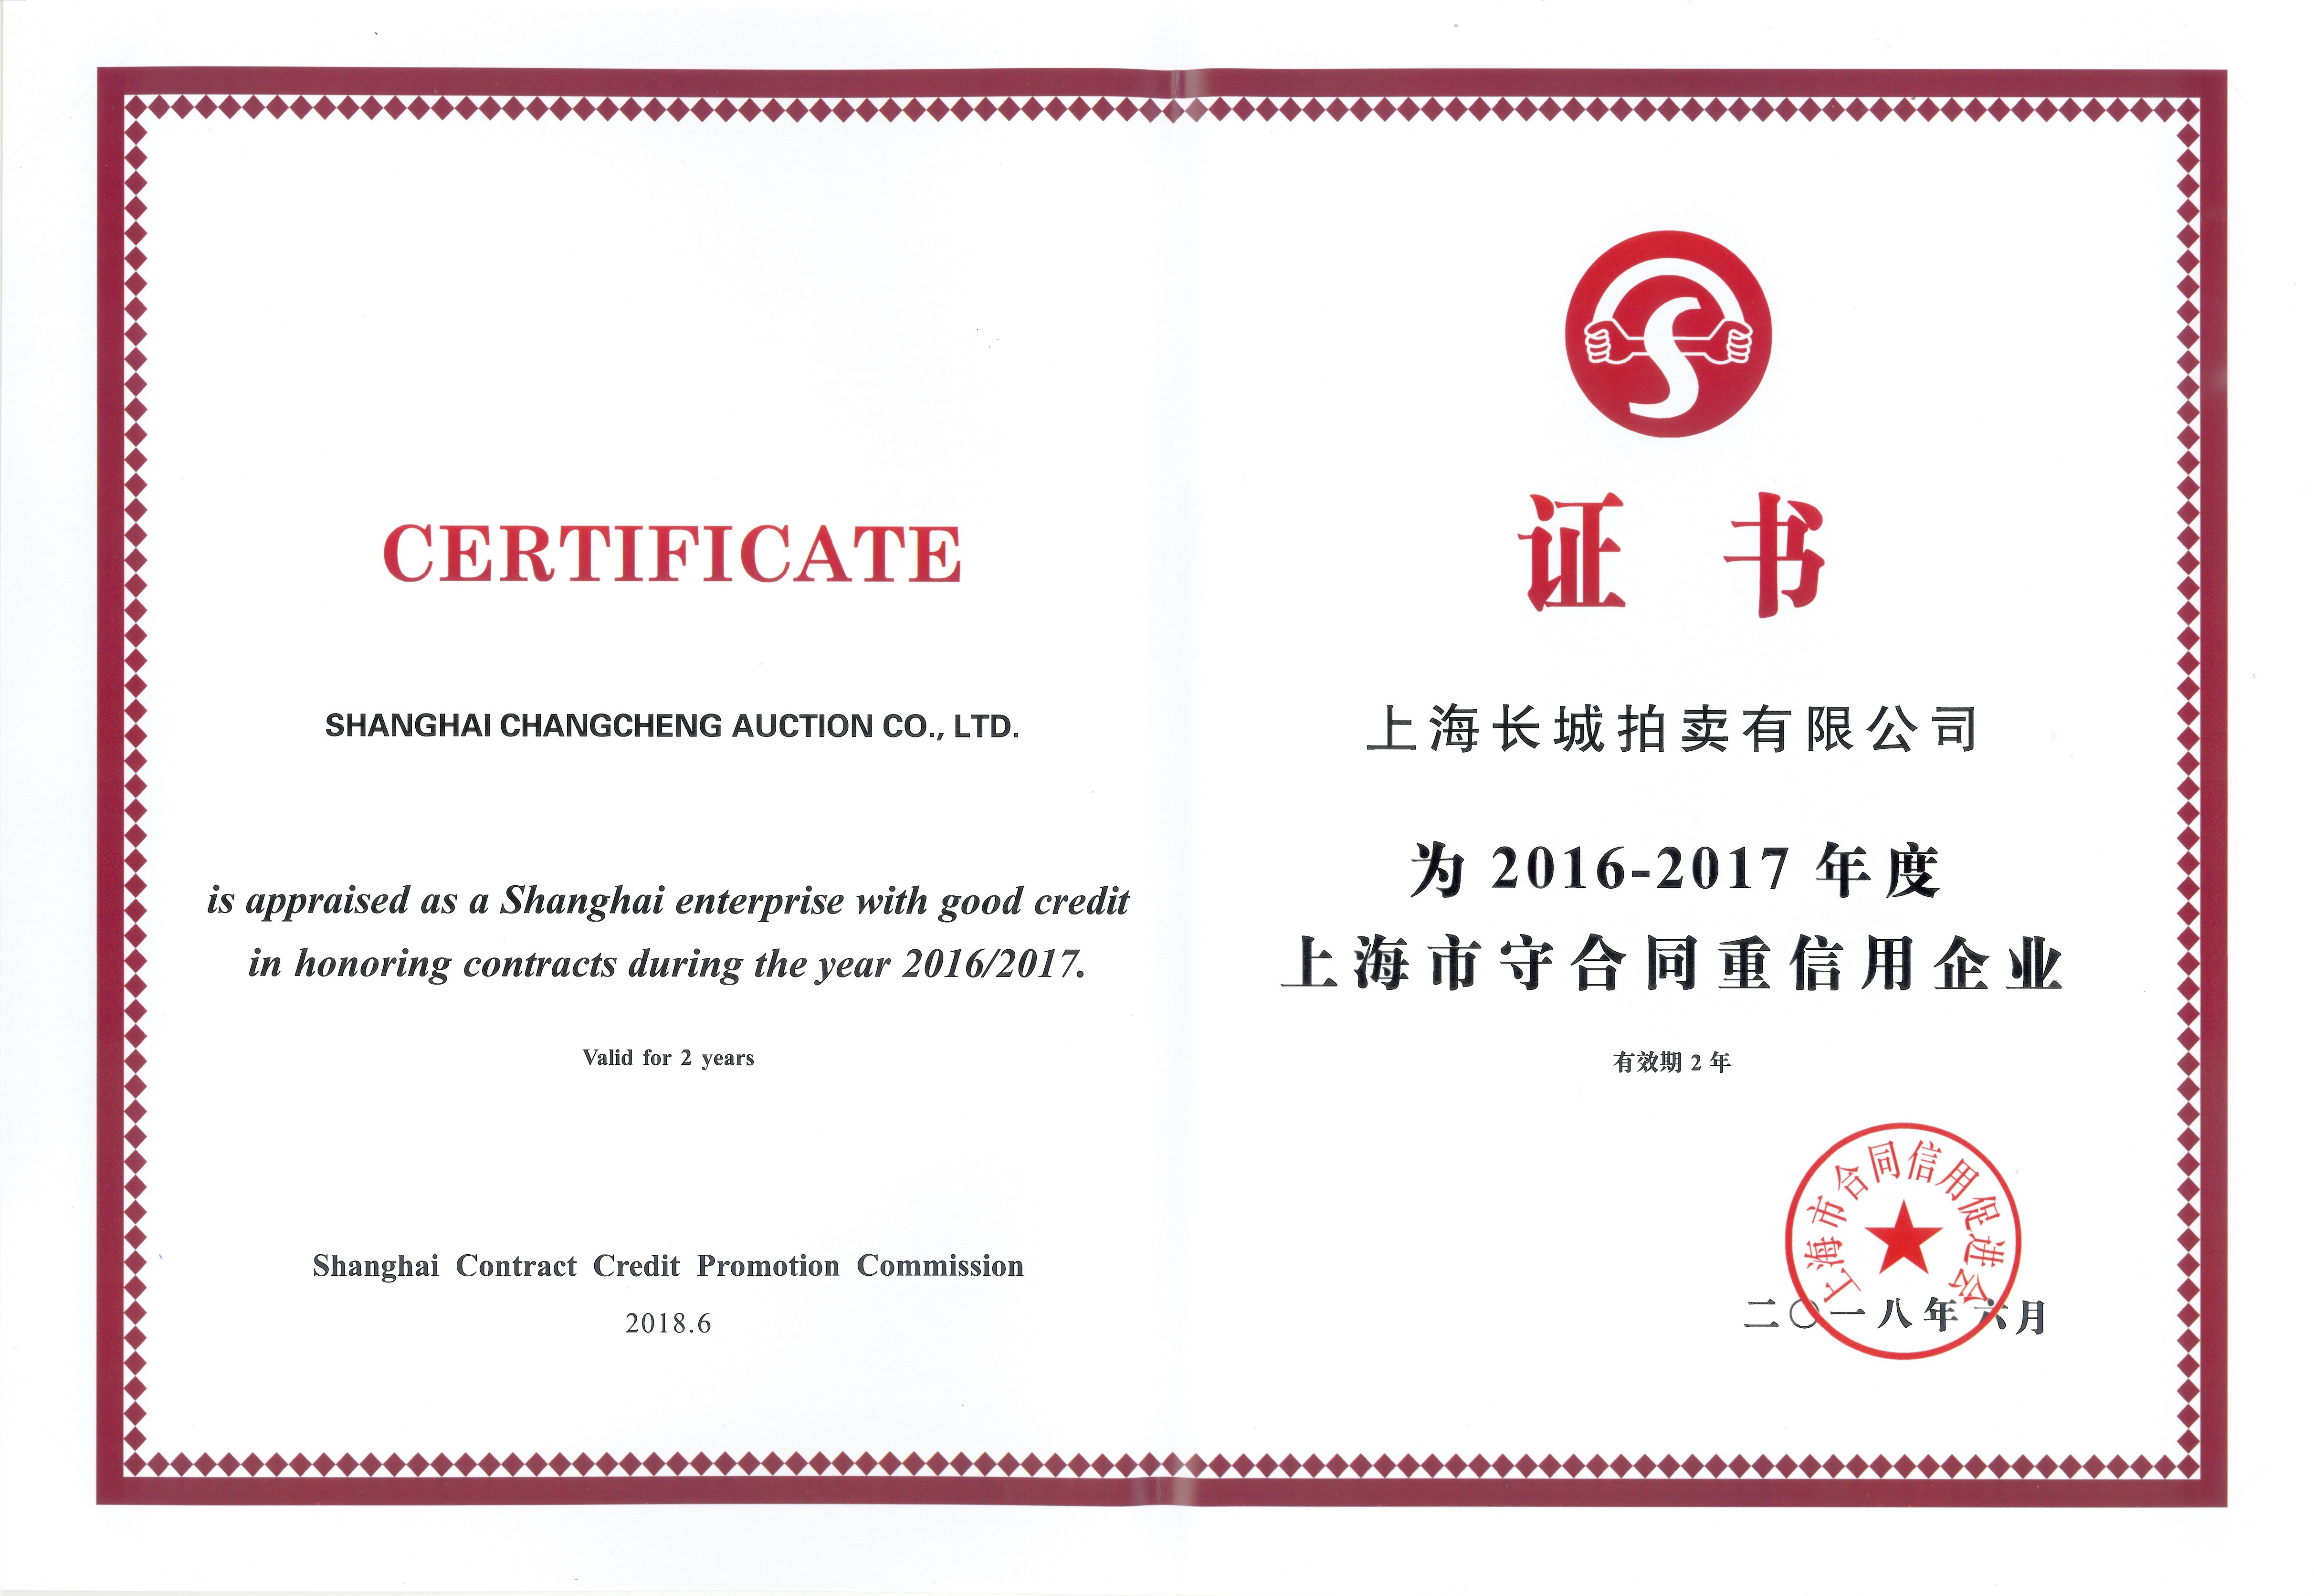 CERTIFICATE
SHANGHAI CHANGCHENG AUCTION CO., LTD.
is appraised as a Shanghai enterprise with good credit
in honoring contracts during the year 2016/2017.
Valid for 2 years
Shanghai Contract Credit Promotion Commission
2018.6
S
证 书
上海长城拍卖有限公司
为 2016-2017 年度
上海市守合同重信用企业
有效期 2 年
上海市合同信用促进会
二〇一八年六月